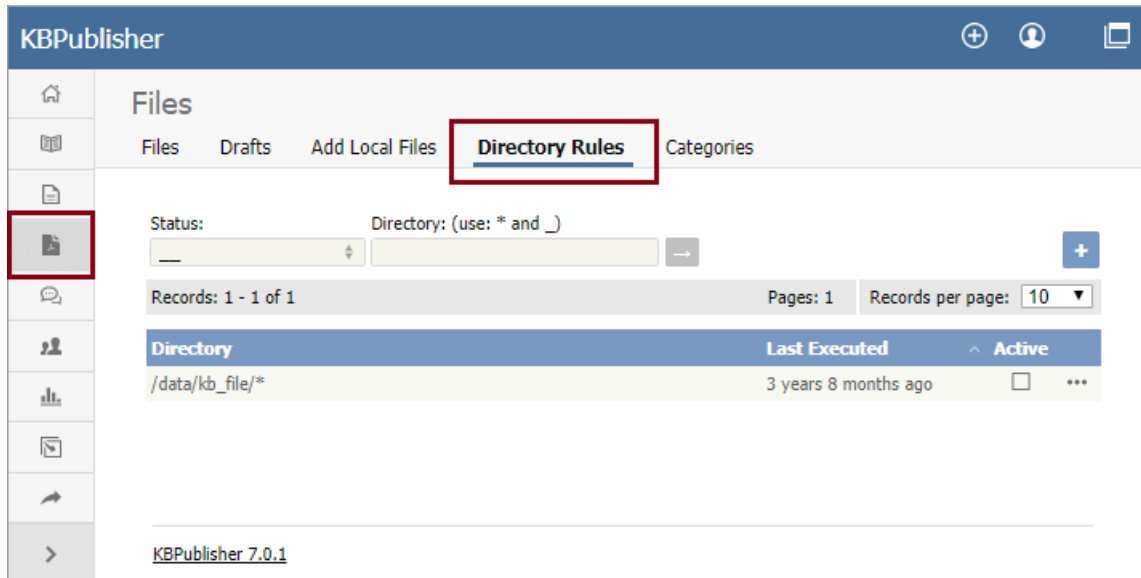 KBPublisher
Files
Files Drafts Add Local Files Directory Rules Categories
Status: Directory: (use: * and _)
__
Records: 1 - 1 of 1 Pages: 1 Records per page: 10
Directory Last Executed Active
/data/kb_file/* 3 years 8 months ago
KBPublisher 7.0.1